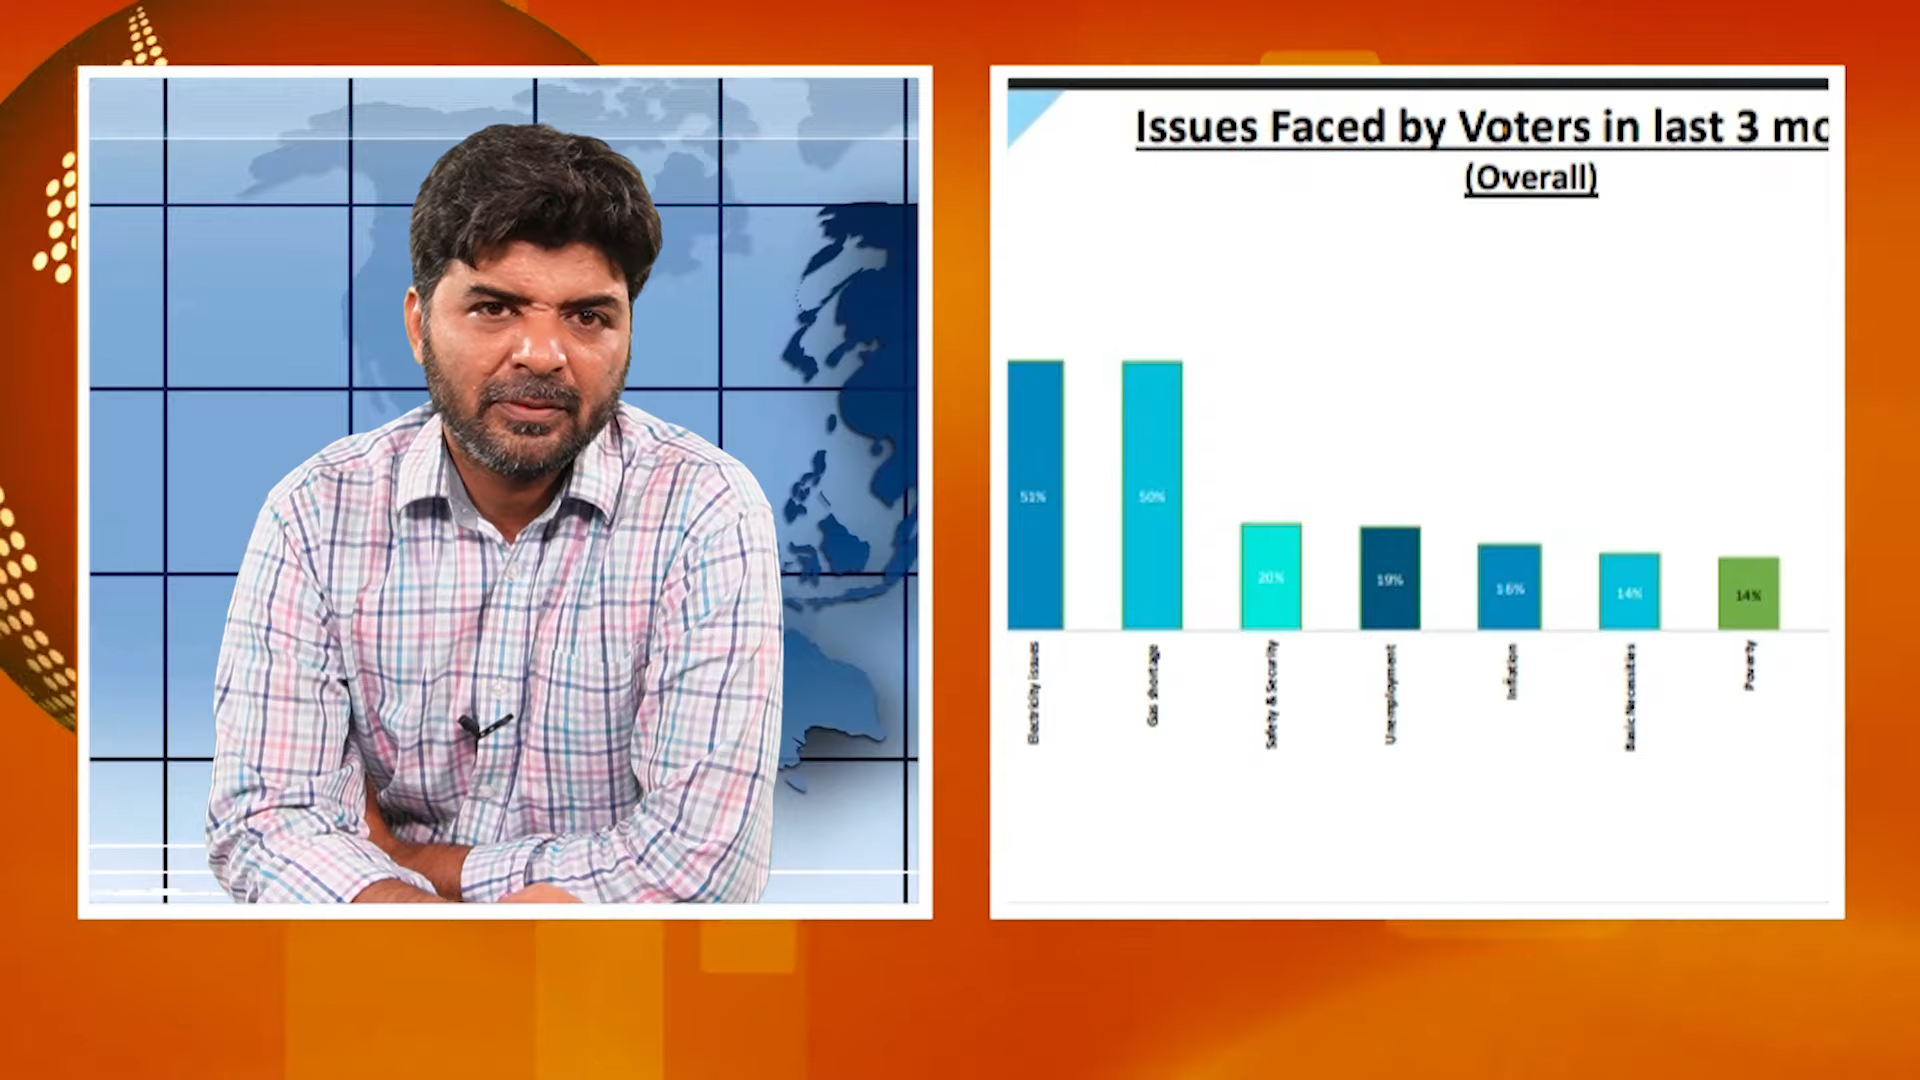 Issues Faced by Voters in last 3 mo
(Overall)
51%
50%
20%
19%
16%
14%
14%
Electricity issues
Gas shortage
Safety & Security
Unemployment
Inflation
Basic Necessities
Poverty